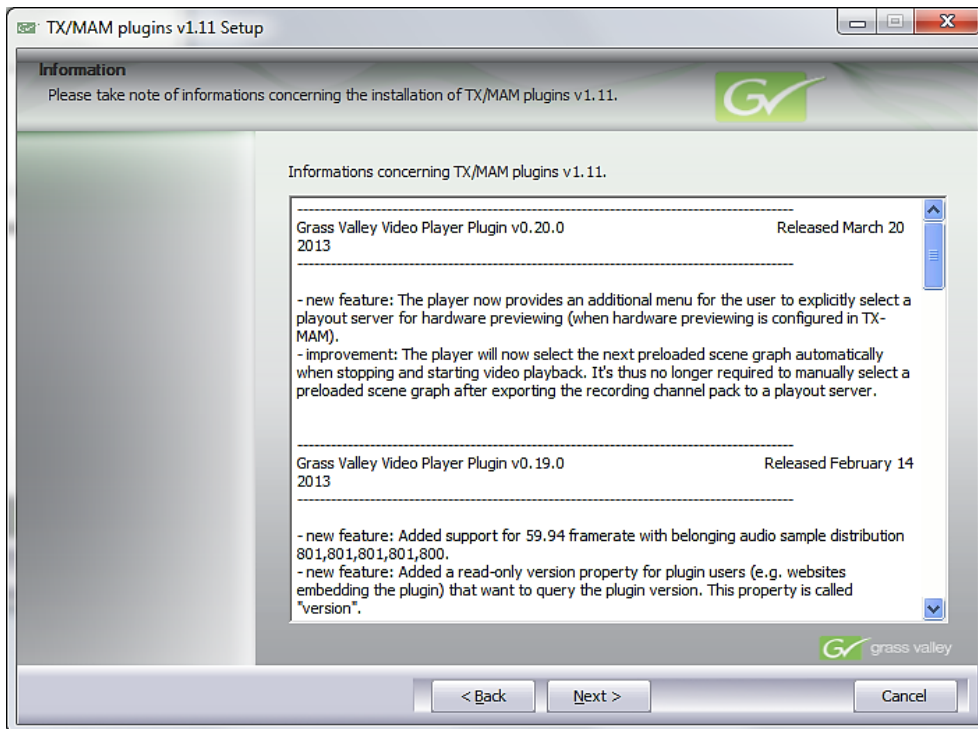 TX/MAM plugins v1.11 Setup
Information
Please take note of informations concerning the installation of TX/MAM plugins v1.11.
GV
Informations concerning TX/MAM plugins v1.11.
--------------------------------------------------------------------------------
Grass Valley Video Player Plugin v0.20.0 Released March 20
2013
--------------------------------------------------------------------------------
- new feature: The player now provides an additional menu for the user to explicitly select a
playout server for hardware previewing (when hardware previewing is configured in TX-
MAM).
- improvement: The player will now select the next preloaded scene graph automatically
when stopping and starting video playback. It's thus no longer required to manually select a
preloaded scene graph after exporting the recording channel pack to a playout server.
--------------------------------------------------------------------------------
Grass Valley Video Player Plugin v0.19.0 Released February 14
2013
--------------------------------------------------------------------------------
- new feature: Added support for 59.94 framerate with belonging audio sample distribution
801,801,801,801,800.
- new feature: Added a read-only version property for plugin users (e.g. websites
embedding the plugin) that want to query the plugin version. This property is called
"version".
GV grass valley
< Back Next > Cancel